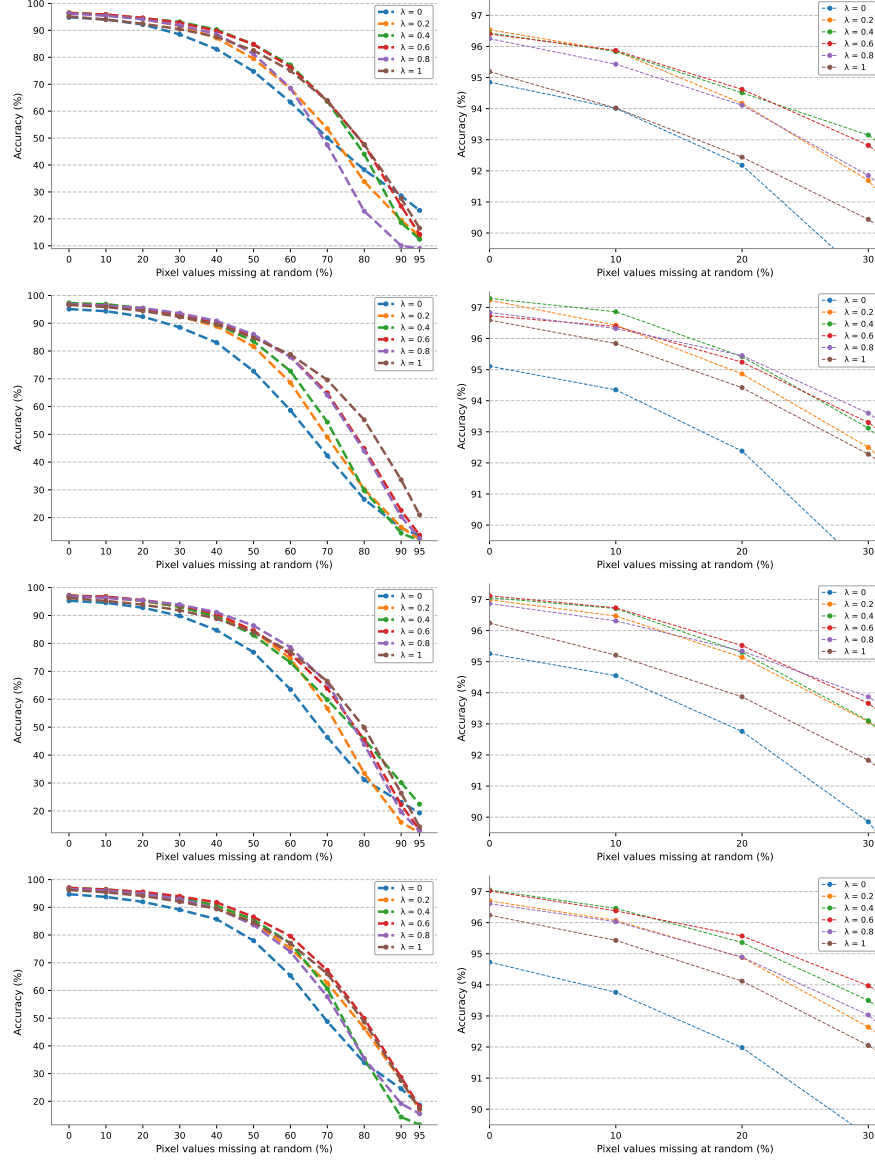 100
90
80
70
60
50
40
30
20
10
Accuracy (%)
0 10 20 30 40 50 60 70 80 90 95
Pixel values missing at random (%)
λ = 0
λ = 0.2
λ = 0.4
λ = 0.6
λ = 0.8
λ = 1
97
96
95
94
93
92
91
90
Accuracy (%)
0 10 20 30
Pixel values missing at random (%)
λ = 0
λ = 0.2
λ = 0.4
λ = 0.6
λ = 0.8
λ = 1
100
90
80
70
60
50
40
30
20
Accuracy (%)
0 10 20 30 40 50 60 70 80 90 95
Pixel values missing at random (%)
λ = 0
λ = 0.2
λ = 0.4
λ = 0.6
λ = 0.8
λ = 1
97
96
95
94
93
92
91
90
Accuracy (%)
0 10 20 30
Pixel values missing at random (%)
λ = 0
λ = 0.2
λ = 0.4
λ = 0.6
λ = 0.8
λ = 1
100
90
80
70
60
50
40
30
20
Accuracy (%)
0 10 20 30 40 50 60 70 80 90 95
Pixel values missing at random (%)
λ = 0
λ = 0.2
λ = 0.4
λ = 0.6
λ = 0.8
λ = 1
97
96
95
94
93
92
91
90
Accuracy (%)
0 10 20 30
Pixel values missing at random (%)
λ = 0
λ = 0.2
λ = 0.4
λ = 0.6
λ = 0.8
λ = 1
100
90
80
70
60
50
40
30
20
Accuracy (%)
0 10 20 30 40 50 60 70 80 90 95
Pixel values missing at random (%)
λ = 0
λ = 0.2
λ = 0.4
λ = 0.6
λ = 0.8
λ = 1
97
96
95
94
93
92
91
90
Accuracy (%)
0 10 20 30
Pixel values missing at random (%)
λ = 0
λ = 0.2
λ = 0.4
λ = 0.6
λ = 0.8
λ = 1